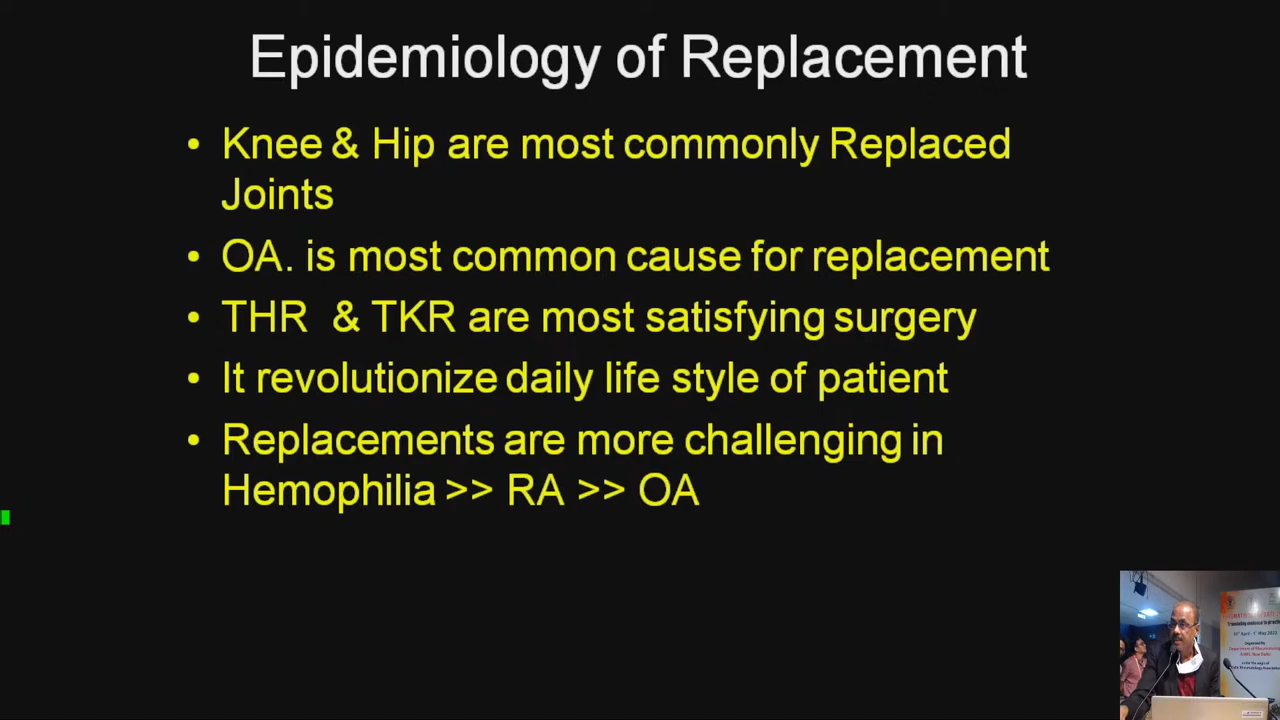 Epidemiology of Replacement
• Knee & Hip are most commonly Replaced
Joints
• OA. is most common cause for replacement
• THR & TKR are most satisfying surgery
• It revolutionize daily life style of patient
• Replacements are more challenging in
Hemophilia >> RA >> OA